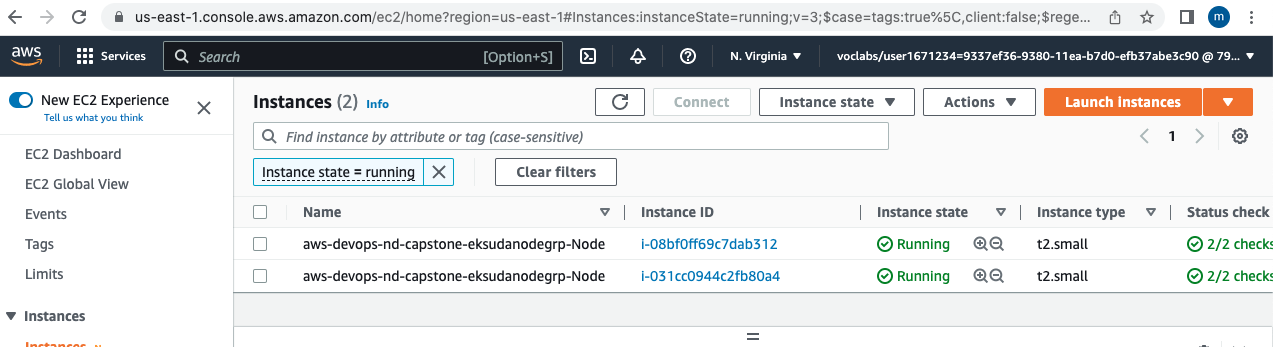 us-east-1.console.aws.amazon.com/ec2/home?region=us-east-1#Instances:instanceState=running;v=3;$case=tags:true%5C,client:false;$rege...
m
aws
Services
Search
[Option+S]
N. Virginia
voclabs/user1671234=9337ef36-9380-11ea-b7d0-efb37abe3c90 @ 79...
New EC2 Experience
Tell us what you think
EC2 Dashboard
EC2 Global View
Events
Tags
Limits
Instances
Instances (2) Info
Connect
Instance state
Actions
Launch instances
Find instance by attribute or tag (case-sensitive)
1
Instance state = running
Clear filters
Name Instance ID Instance state Instance type Status check
aws-devops-nd-capstone-eksudanodegrp-Node i-08bf0ff69c7dab312 Running t2.small 2/2 checks
aws-devops-nd-capstone-eksudanodegrp-Node i-031cc0944c2fb80a4 Running t2.small 2/2 checks